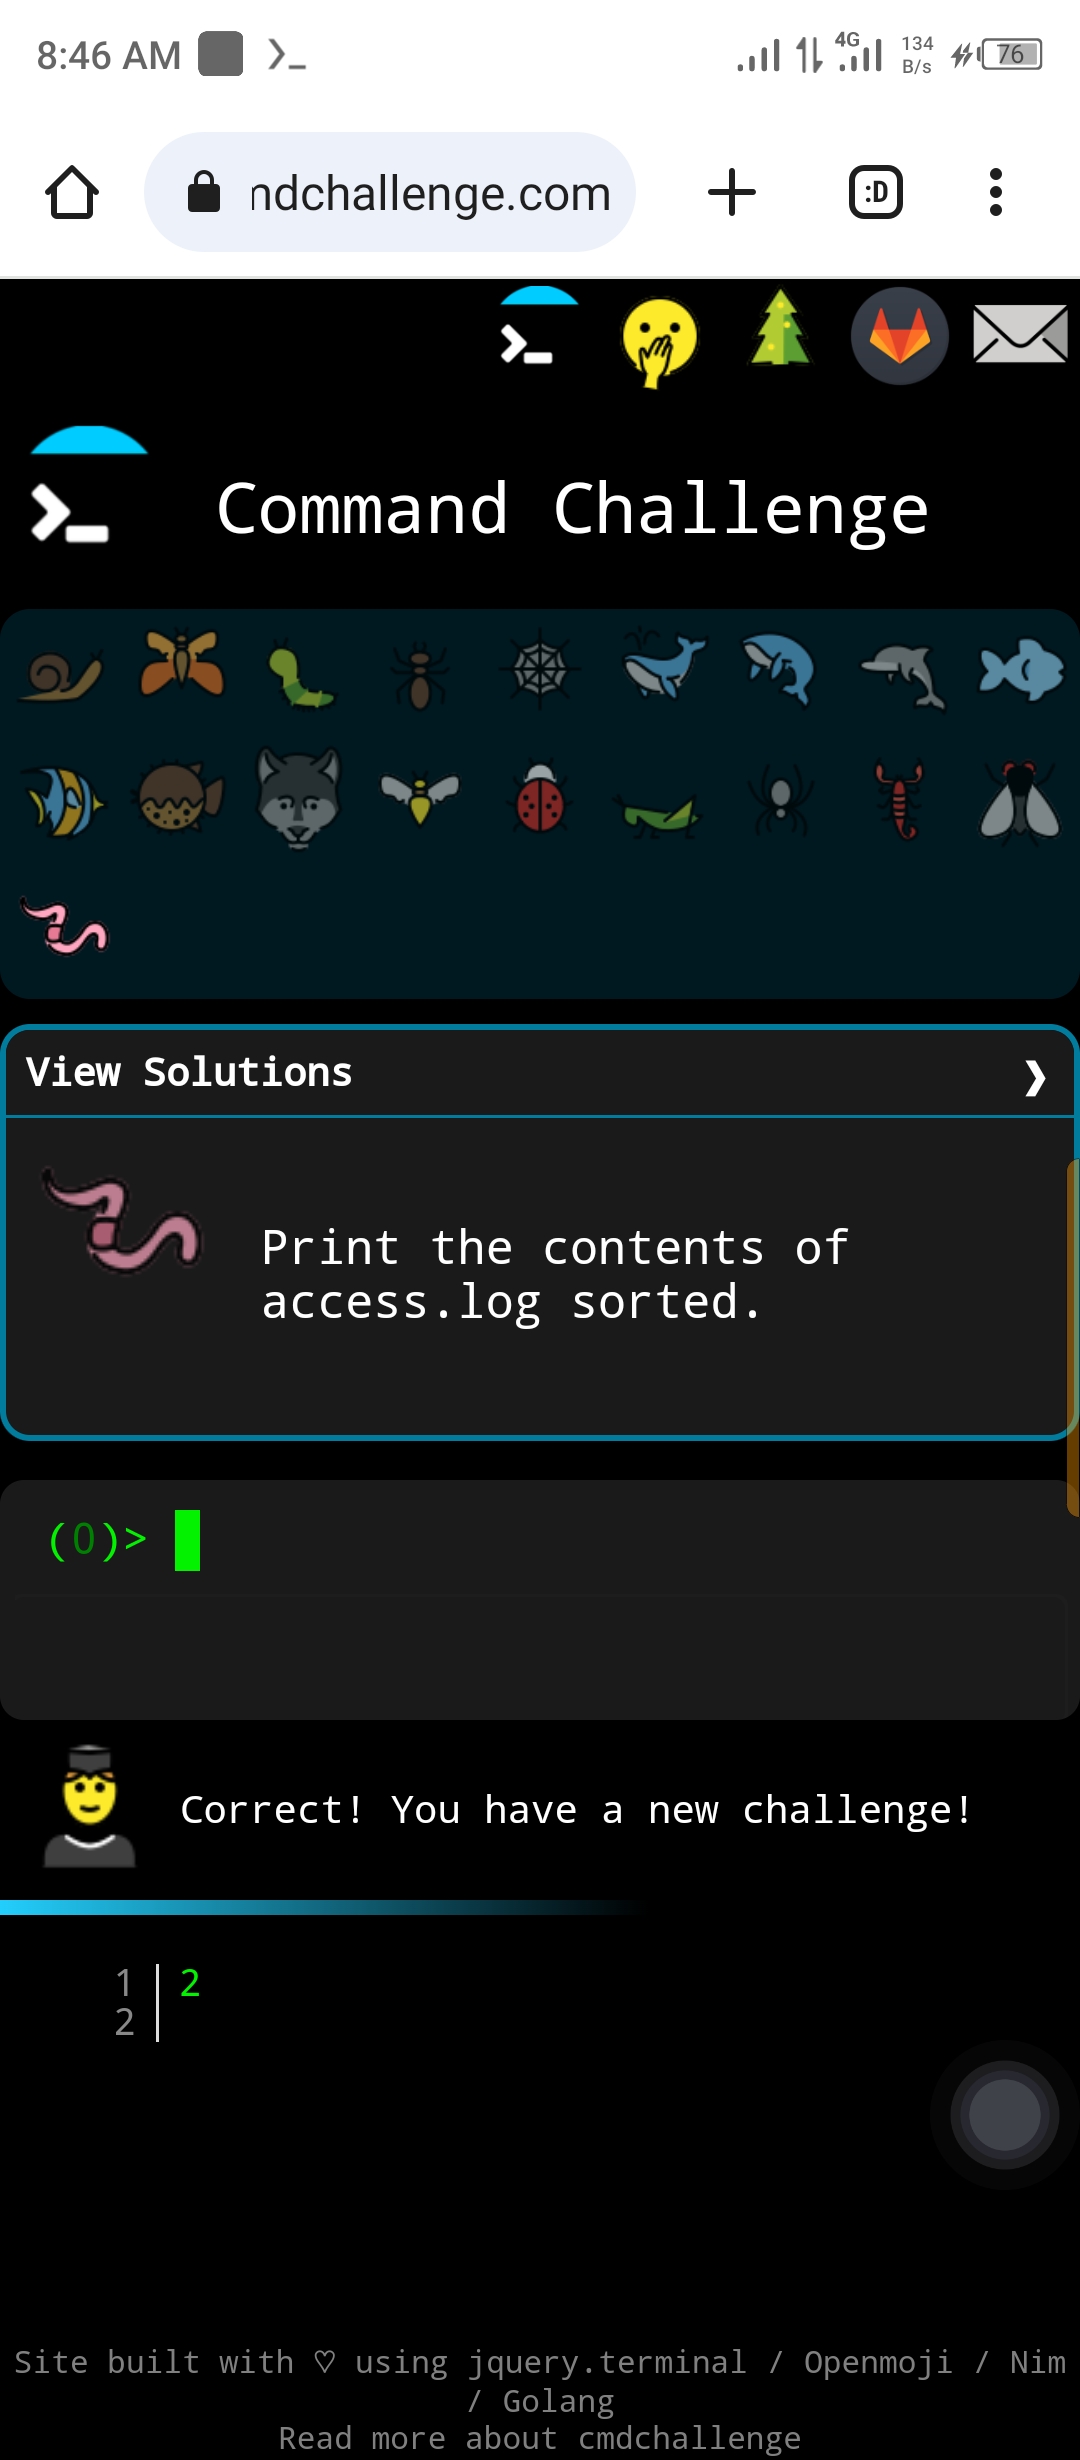 8:46 AM
4G
134
B/s
76
ndchallenge.com
:D
Command Challenge
View Solutions
Print the contents of
access.log sorted.
(0)>
Correct! You have a new challenge!
1 2
2
Site built with ♡ using jquery.terminal / Openmoji / Nim
/ Golang
Read more about cmdchallenge